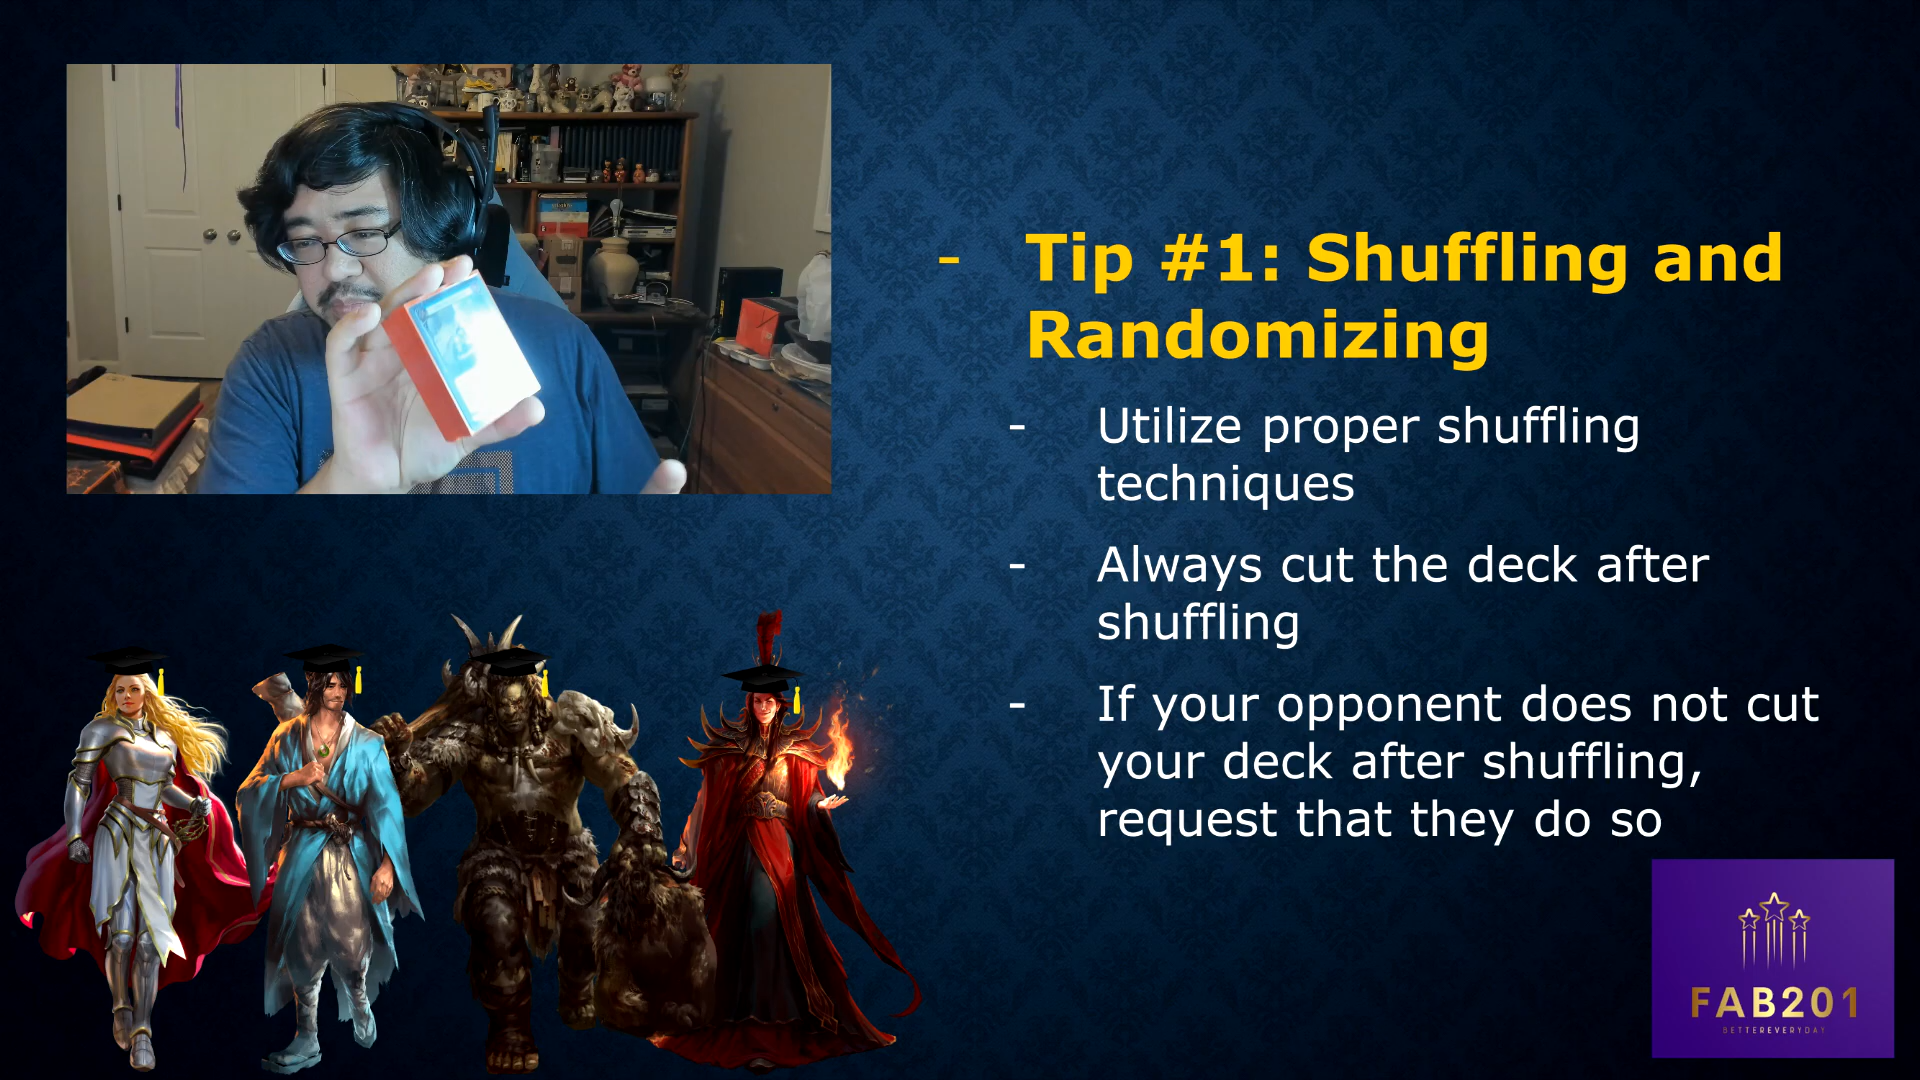 - Tip #1: Shuffling and
Randomizing
- Utilize proper shuffling
techniques
- Always cut the deck after
shuffling
- If your opponent does not cut
your deck after shuffling,
request that they do so
FAB201
BETTEREVERYDAY